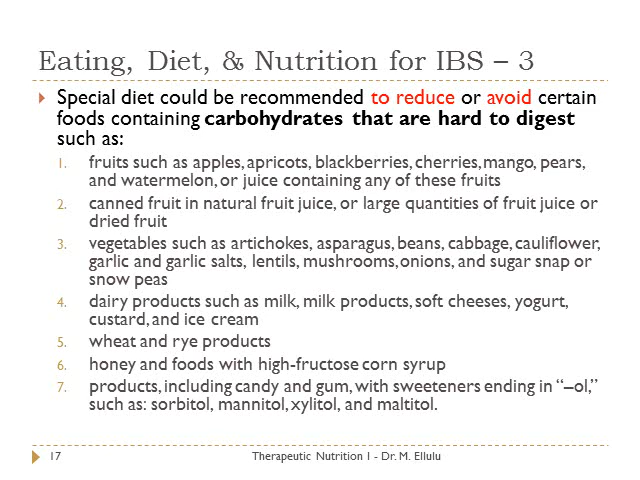 Eating, Diet, & Nutrition for IBS – 3
Special diet could be recommended to reduce or avoid certain
foods containing carbohydrates that are hard to digest
such as:
1. fruits such as apples, apricots, blackberries, cherries, mango, pears,
and watermelon, or juice containing any of these fruits
2. canned fruit in natural fruit juice, or large quantities of fruit juice or
dried fruit
3. vegetables such as artichokes, asparagus, beans, cabbage, cauliflower,
garlic and garlic salts, lentils, mushrooms, onions, and sugar snap or
snow peas
4. dairy products such as milk, milk products, soft cheeses, yogurt,
custard, and ice cream
5. wheat and rye products
6. honey and foods with high-fructose corn syrup
7. products, including candy and gum, with sweeteners ending in “–ol,”
such as: sorbitol, mannitol, xylitol, and maltitol.
17 Therapeutic Nutrition I - Dr. M. Ellulu